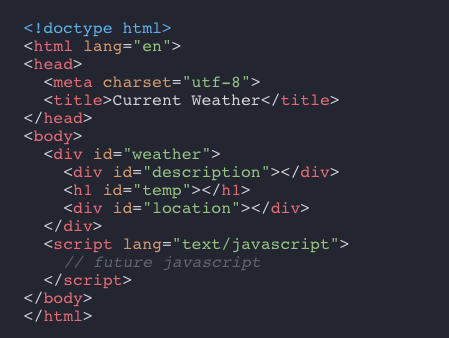 <!doctype html>
<html lang="en">
<head>
  <meta charset="utf-8">
  <title>Current Weather</title>
</head>
<body>
  <div id="weather">
    <div id="description"></div>
    <h1 id="temp"></h1>
    <div id="location"></div>
  </div>
  <script lang="text/javascript">
    // future javascript
  </script>
</body>
</html>